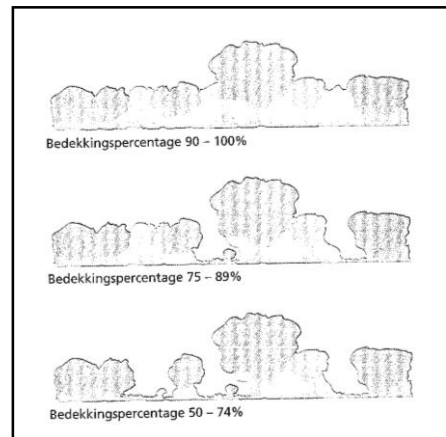 Bedekkingspercentage 90 – 100%
Bedekkingspercentage 75 – 89%
Bedekkingspercentage 50 – 74%